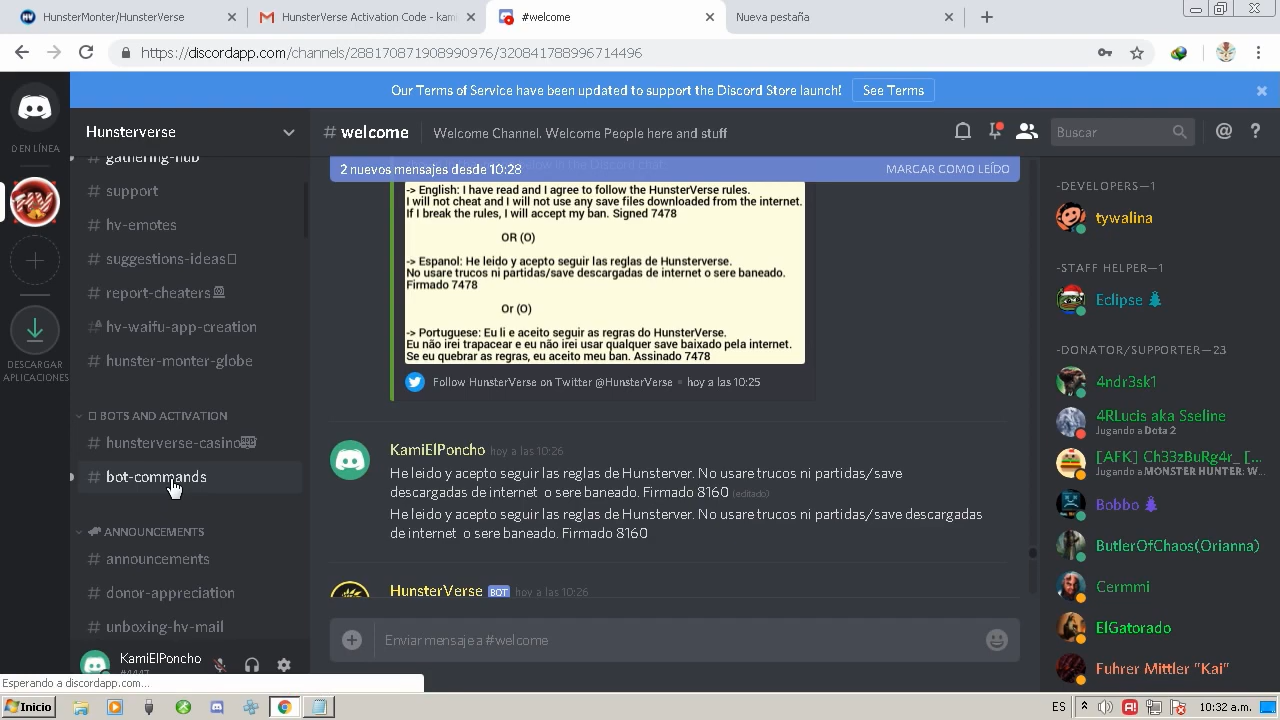 HunsterMonter/HunsterVerse
HunsterVerse Activation Code - kami
#welcome
Nueva pestaña
https://discordapp.com/channels/288170871908990976/320841788996714496
Our Terms of Service have been updated to support the Discord Store launch!
See Terms
Hunsterverse
# welcome
Welcome Channel. Welcome People here and stuff
Buscar
0 EN LÍNEA
DESCARGAR
APLICACIONES
gathering-hub
# support
# hv-emotes
# suggestions-ideas
# report-cheaters
# hv-waifu-app-creation
# hunster-monter-globe
BOTS AND ACTIVATION
# hunsterverse-casino
# bot-commands
ANNOUNCEMENTS
# announcements
# donor-appreciation
# unboxing-hv-mail
KamiElPoncho
2 nuevos mensajes desde 10:28
MARCAR COMO LEÍDO
-> English: I have read and I agree to follow the HunsterVerse rules.
I will not cheat and I will not use any save files downloaded from the internet.
If I break the rules, I will accept my ban. Signed 7478
OR (O)
-> Espanol: He leido y acepto seguir las reglas de Hunsterverse.
No usare trucos ni partidas/save descargadas de internet o sere baneado.
Firmado 7478
Or (O)
-> Portuguese: Eu li e aceito seguir as regras do HunsterVerse.
Eu não irei trapacear e eu não irei usar qualquer save baixado pela internet.
Se eu quebrar as regras, eu aceito meu ban. Assinado 7478
Follow HunsterVerse on Twitter @HunsterVerse • hoy a las 10:25
KamiElPoncho hoy a las 10:26
He leido y acepto seguir las reglas de Hunsterver. No usare trucos ni partidas/save
descargadas de internet o sere baneado. Firmado 8160 (editado)
He leido y acepto seguir las reglas de Hunsterver. No usare trucos ni partidas/save descargadas
de internet o sere baneado. Firmado 8160
HunsterVerse BOT hoy a las 10:26
Enviar mensaje a #welcome
-DEVELOPERS—1
tywalina
-STAFF HELPER—1
Eclipse
-DONATOR/SUPPORTER—23
4ndr3sk1
4RLucis aka Sseline
Jugando a Dota 2
[AFK] Ch33zBuRg4r_ [...
Jugando a MONSTER HUNTER: W...
Bobbo
ButlerOfChaos(Orianna)
Cermmi
ElGatorado
Fuhrer Mittler "Kai"
Esperando a discordapp.com...
Inicio
ES
10:32 a.m.